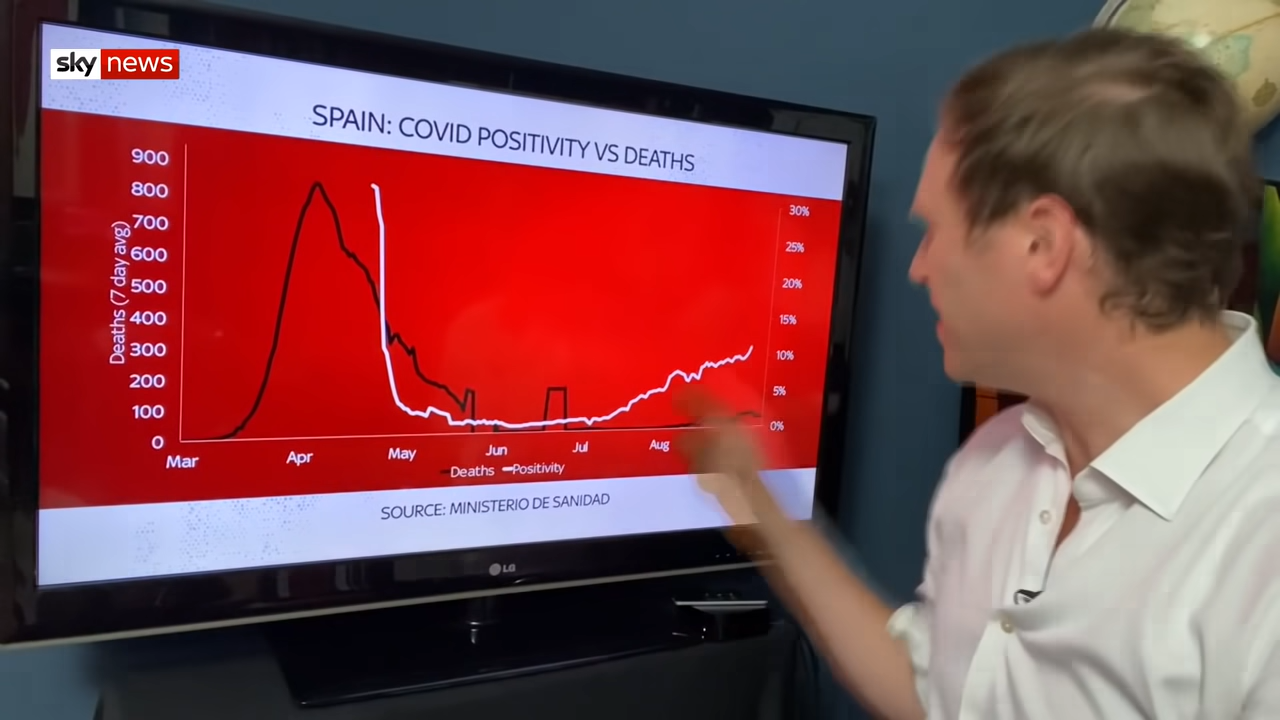 sky news
SPAIN: COVID POSITIVITY VS DEATHS
Deaths (7 day avg)
900
800
700
600
500
400
300
200
100
0
30%
25%
20%
15%
10%
5%
0%
Mar Apr May Jun Jul Aug
Deaths Positivity
SOURCE: MINISTERIO DE SANIDAD
LG